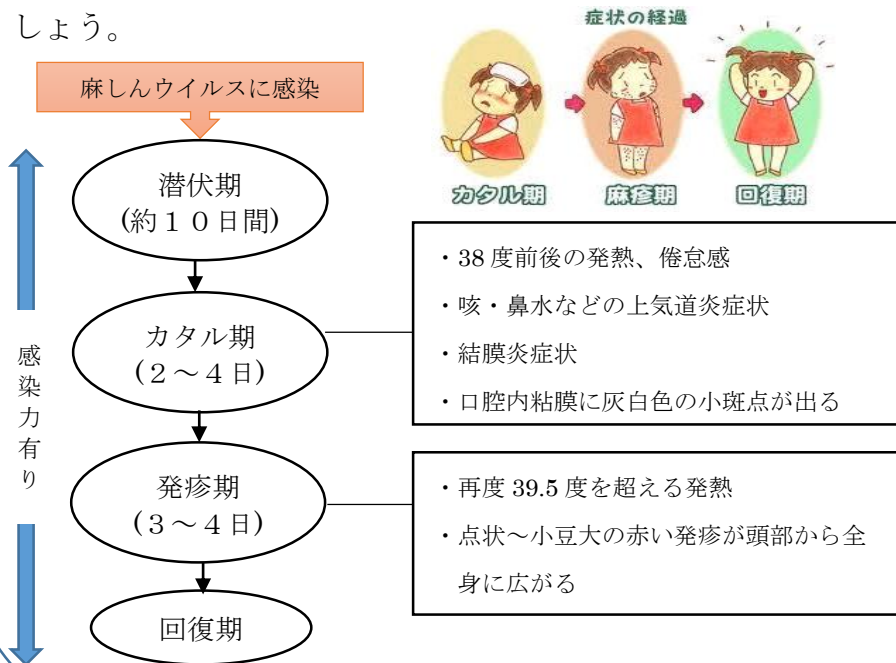 しょう。
症状の経過
カタル期
麻疹期
回復期
麻しんウイルスに感染
潜伏期
(約１０日間)
カタル期
(２～４日)
・38 度前後の発熱、倦怠感
・咳・鼻水などの上気道炎症状
・結膜炎症状
・口腔内粘膜に灰白色の小斑点が出る
感染力有り
発疹期
(３～４日)
・再度 39.5 度を超える発熱
・点状～小豆大の赤い発疹が頭部から全
身に広がる
回復期